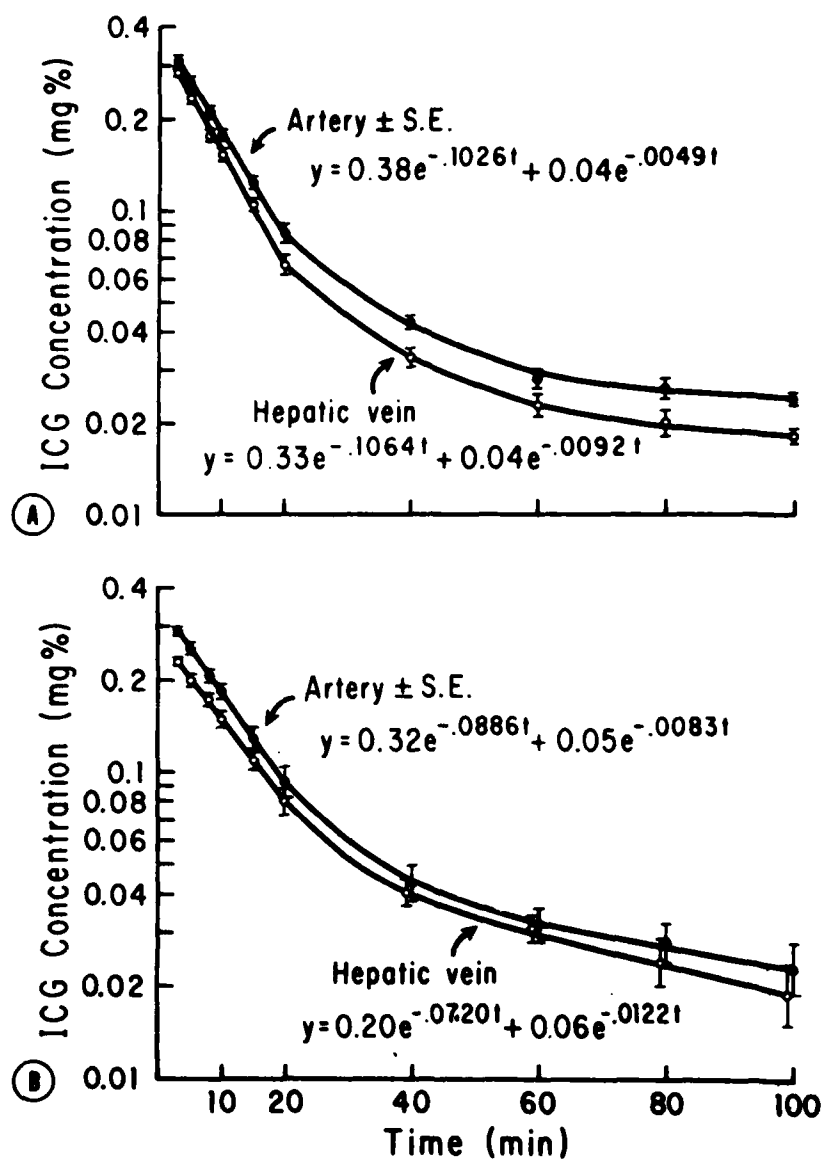 0.4
0.2
0.1
0.08
0.06
0.04
0.02
0.01
ICG Concentration (mg%)
Artery ± S.E.
y = 0.38e^-.1026t + 0.04e^-.0049t
Hepatic vein
y = 0.33e^-.1064t + 0.04e^-.0092t
A
0.4
0.2
0.1
0.08
0.06
0.04
0.02
0.01
ICG Concentration (mg%)
Artery ± S.E.
y = 0.32e^-.0886t + 0.05e^-.0083t
Hepatic vein
y = 0.20e^-.0720t + 0.06e^-.0122t
B
10 20 40 60 80 100
Time (min)